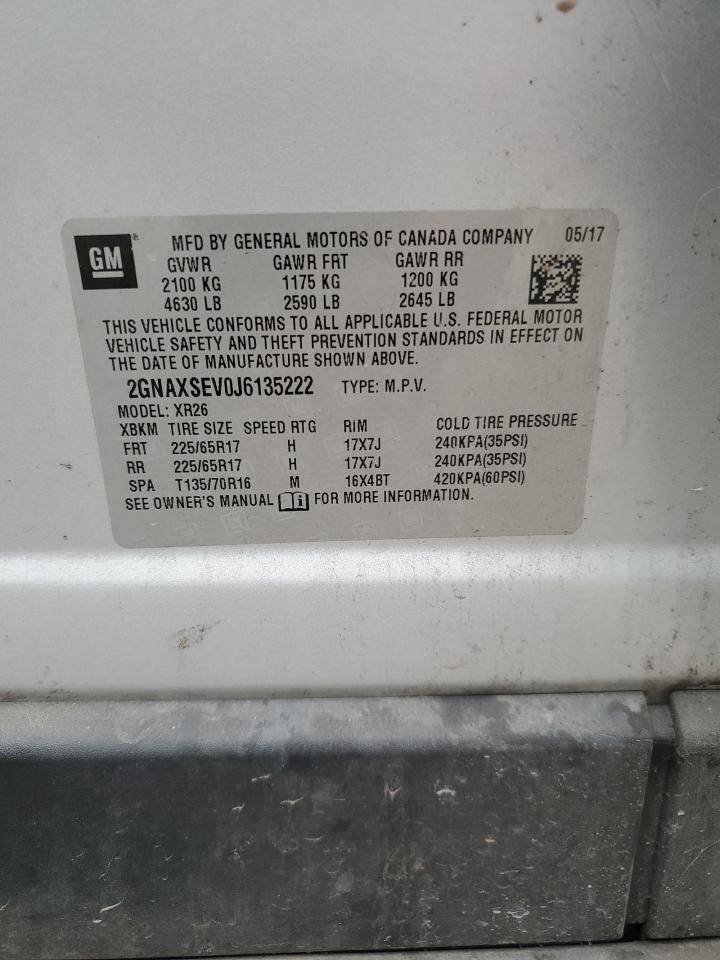 GM ® MFD BY GENERAL MOTORS OF CANADA COMPANY 05/17
GVWR GAWR FRT GAWR RR
2100 KG 1175 KG 1200 KG
4630 LB 2590 LB 2645 LB
THIS VEHICLE CONFORMS TO ALL APPLICABLE U.S. FEDERAL MOTOR
VEHICLE SAFETY AND THEFT PREVENTION STANDARDS IN EFFECT ON
THE DATE OF MANUFACTURE SHOWN ABOVE.
2GNAXSEV0J6135222 TYPE: M.P.V.
MODEL: XR26
XBKM TIRE SIZE SPEED RTG RIM COLD TIRE PRESSURE
FRT 225/65R17 H 17X7J 240KPA(35PSI)
RR 225/65R17 H 17X7J 240KPA(35PSI)
SPA T135/70R16 M 16X4BT 420KPA(60PSI)
SEE OWNER'S MANUAL i FOR MORE INFORMATION.